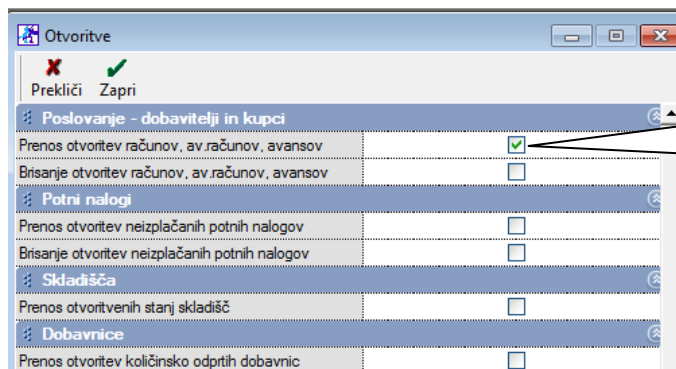 Otvoritve
Prekliči Zapri
Poslovanje - dobavitelji in kupci
Prenos otvoritev računov, av.računov, avansov
Brisanje otvoritev računov, av.računov, avansov
Potni nalogi
Prenos otvoritev neizplačanih potnih nalogov
Brisanje otvoritev neizplačanih potnih nalogov
Skladišča
Prenos otvoritvenih stanj skladišč
Dobavnice
Prenos otvoritev količinsko odprtih dobavnic